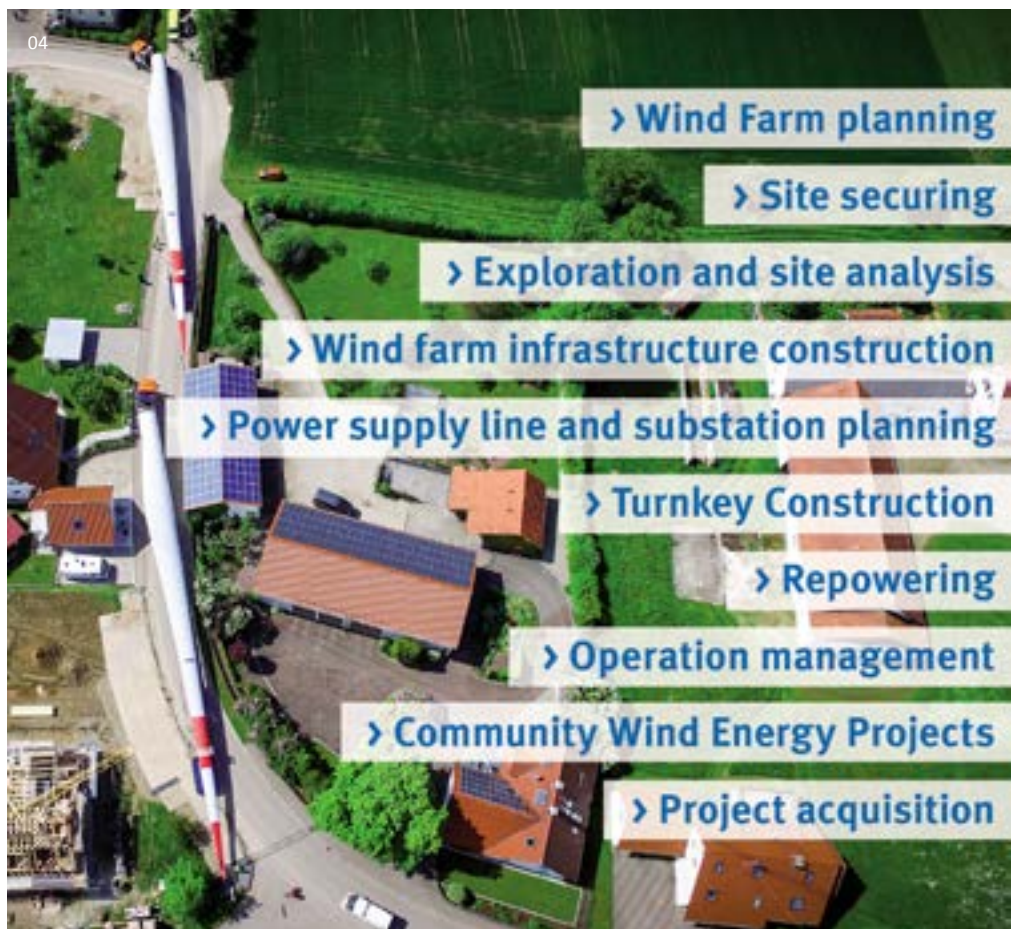 04
> Wind Farm planning
> Site securing
> Exploration and site analysis
> Wind farm infrastructure construction
> Power supply line and substation planning
> Turnkey Construction
> Repowering
> Operation management
> Community Wind Energy Projects
> Project acquisition